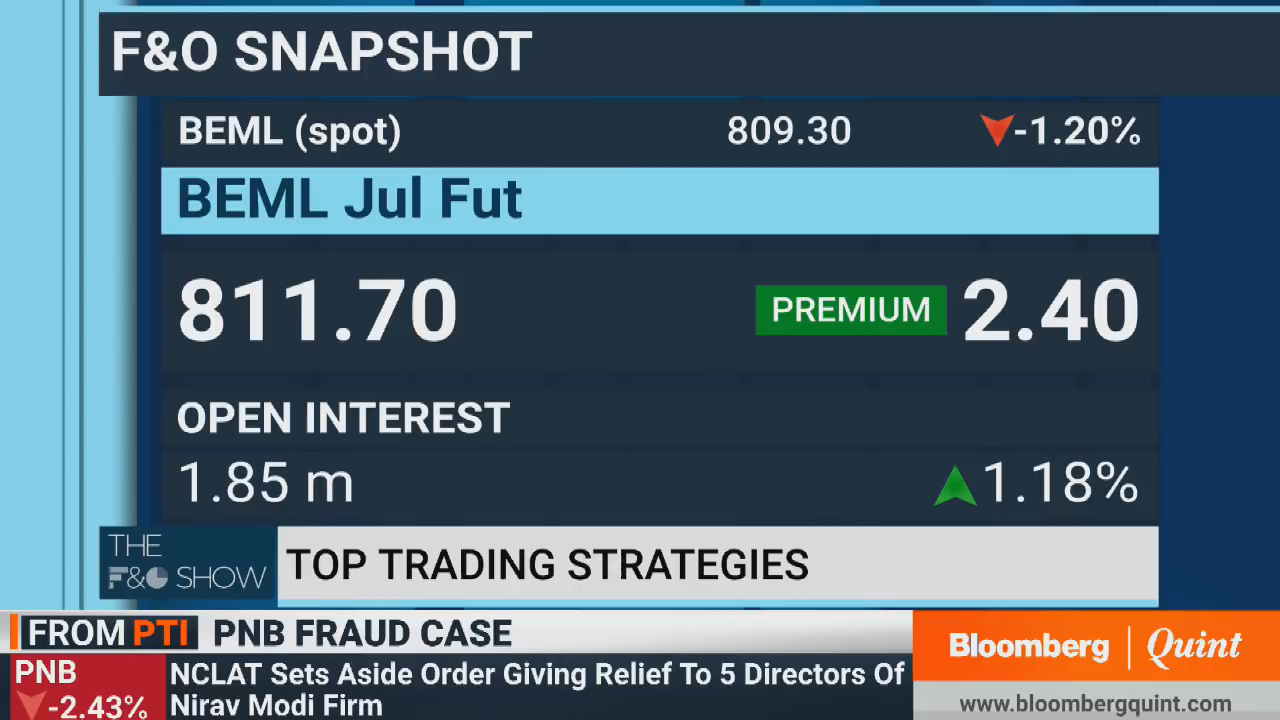 F&O SNAPSHOT
BEML (spot) 809.30 -1.20%
BEML Jul Fut
811.70 PREMIUM 2.40
OPEN INTEREST
1.85 m 1.18%
THE
F&O SHOW
TOP TRADING STRATEGIES
FROM PTI PNB FRAUD CASE
PNB
-2.43%
NCLAT Sets Aside Order Giving Relief To 5 Directors Of
Nirav Modi Firm
Bloomberg | Quint
www.bloombergquint.com